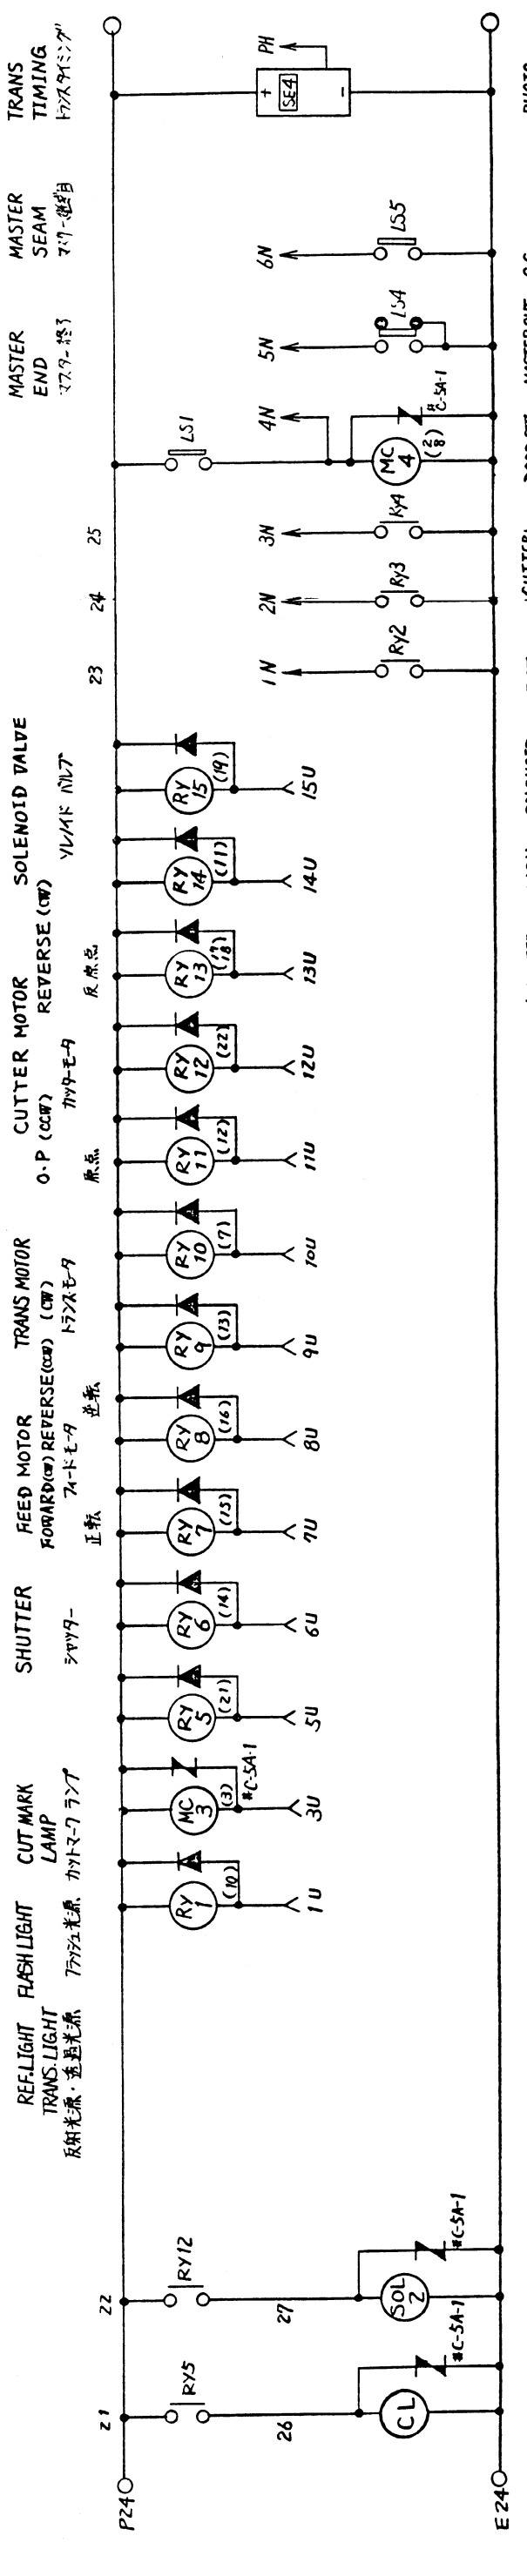 P24
21
RY5
26
CL
#C-5A-1
22
RY12
27
SOL
2
#C-5A-1
E24
REF.LIGHT
TRANS.LIGHT
反射光源・透過光源
FLASH LIGHT
フラッシュ光源
CUT MARK
LAMP
カットマーク ランプ
SHUTTER
シャッター
FEED MOTOR
FORWARD(CW) REVERSE(CCW)
フィードモータ
正転
逆転
TRANS MOTOR
(CW)
トランスモータ
CUTTER MOTOR
O.P (CCW)
REVERSE (CW)
カッターモータ
原点
反原点
SOLENOID VALVE
ソレノイド バルブ
23
24
25
MASTER
END
マスター終了
MASTER
SEAM
マスター継ぎ目
TRANS
TIMING
トランスタイミング
RY
1
(10)
1U
MC
3
(3)
#C-5A-1
3U
RY
5
(21)
5U
RY
6
(14)
6U
RY
7
(15)
7U
RY
8
(16)
8U
RY
9
(13)
9U
RY
10
(7)
10U
RY
11
(12)
11U
RY
12
(22)
12U
RY
13
(17
18)
13U
RY
14
(11)
14U
RY
15
(19)
15U
1N
Ry2
2N
Ry3
3N
Ry4
LS1
4N
MC
4
(2
8)
#
C-5A-1
5N
LS4
6N
LS5
PH
+
SE4
-